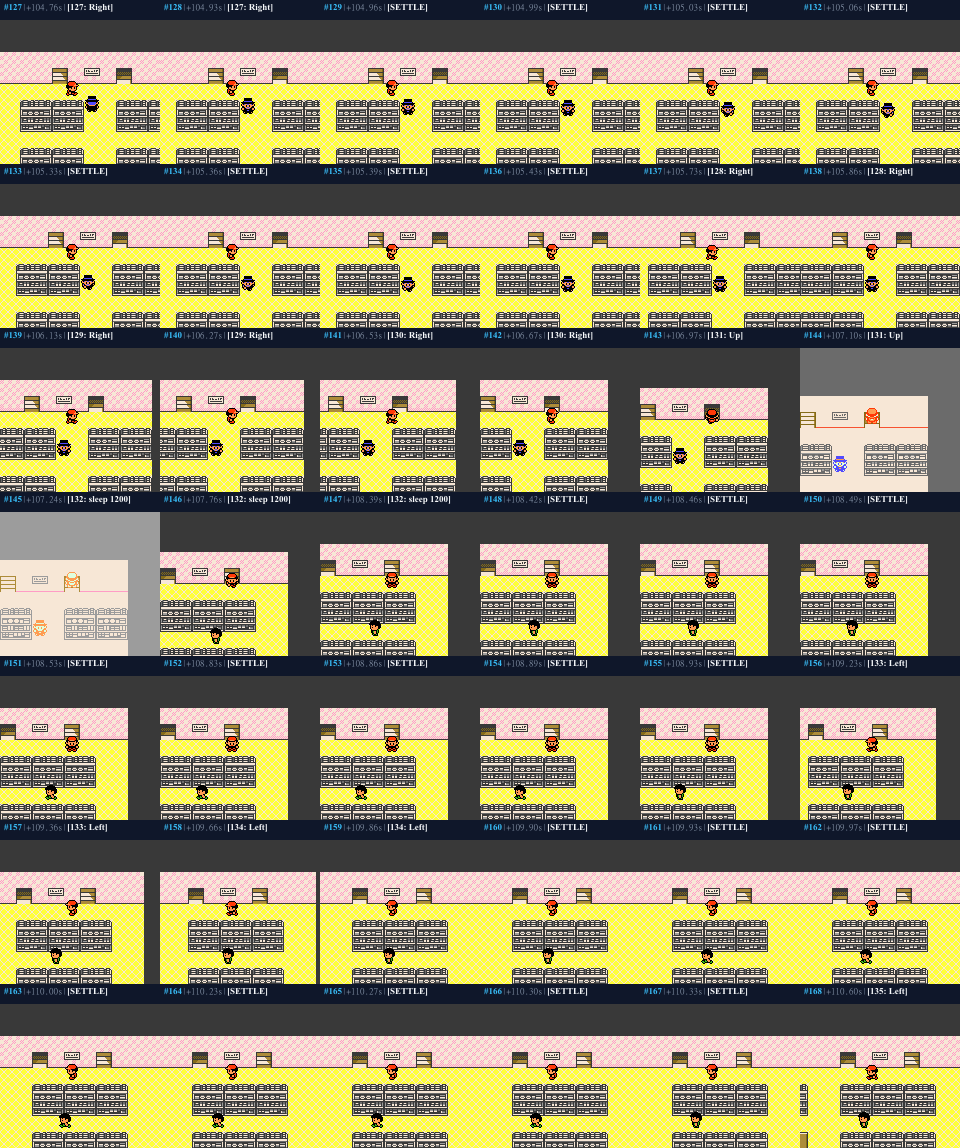 #127|+104.76s|[127: Right] #128|+104.93s|[127: Right] #129|+104.96s|[SETTLE] #130|+104.99s|[SETTLE] #131|+105.03s|[SETTLE] #132|+105.06s|[SETTLE]
#133|+105.33s|[SETTLE] #134|+105.36s|[SETTLE] #135|+105.39s|[SETTLE] #136|+105.43s|[SETTLE] #137|+105.73s|[128: Right] #138|+105.86s|[128: Right]
#139|+106.13s|[129: Right] #140|+106.27s|[129: Right] #141|+106.53s|[130: Right] #142|+106.67s|[130: Right] #143|+106.97s|[131: Up] #144|+107.10s|[131: Up]
#145|+107.24s|[132: sleep 1200] #146|+107.76s|[132: sleep 1200] #147|+108.39s|[132: sleep 1200] #148|+108.42s|[SETTLE] #149|+108.46s|[SETTLE] #150|+108.49s|[SETTLE]
#151|+108.53s|[SETTLE] #152|+108.83s|[SETTLE] #153|+108.86s|[SETTLE] #154|+108.89s|[SETTLE] #155|+108.93s|[SETTLE] #156|+109.23s|[133: Left]
#157|+109.36s|[133: Left] #158|+109.66s|[134: Left] #159|+109.86s|[134: Left] #160|+109.90s|[SETTLE] #161|+109.93s|[SETTLE] #162|+109.97s|[SETTLE]
#163|+110.00s|[SETTLE] #164|+110.23s|[SETTLE] #165|+110.27s|[SETTLE] #166|+110.30s|[SETTLE] #167|+110.33s|[SETTLE] #168|+110.60s|[135: Left]